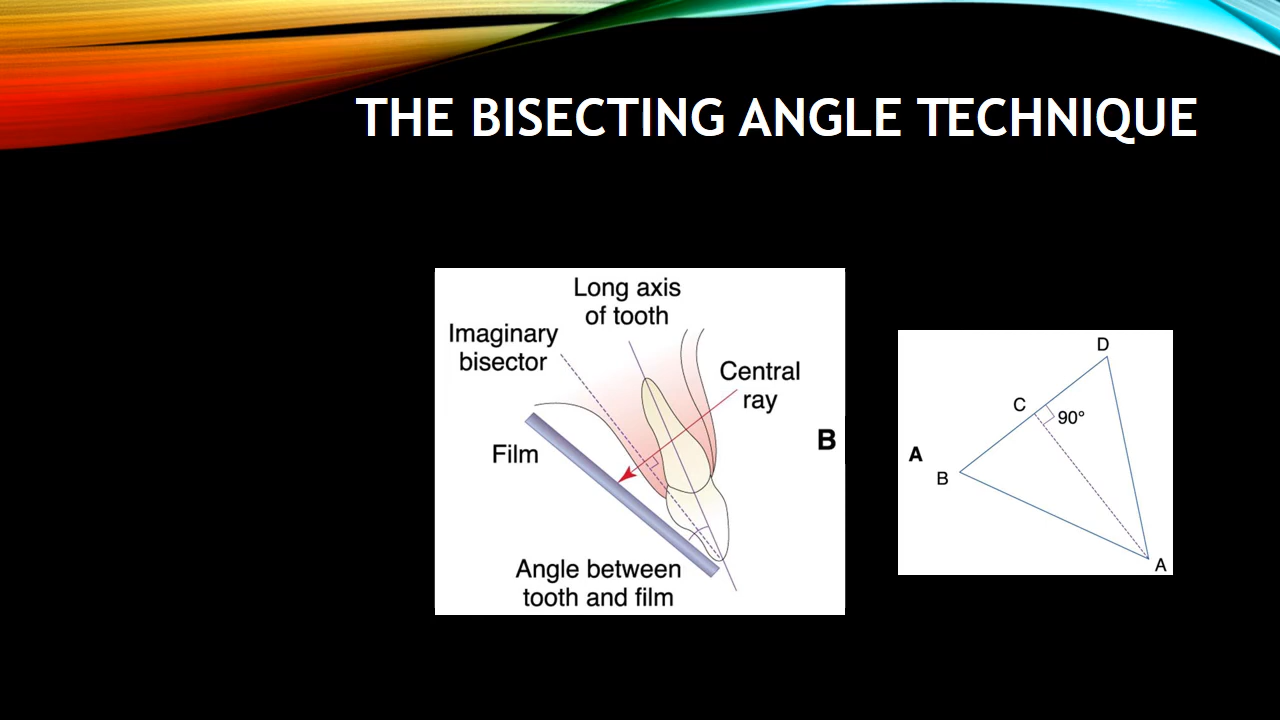 THE BISECTING ANGLE TECHNIQUE
Long axis
of tooth
Imaginary
bisector
Central
ray
Film
B
Angle between
tooth and film
D
C
90°
A
B
A